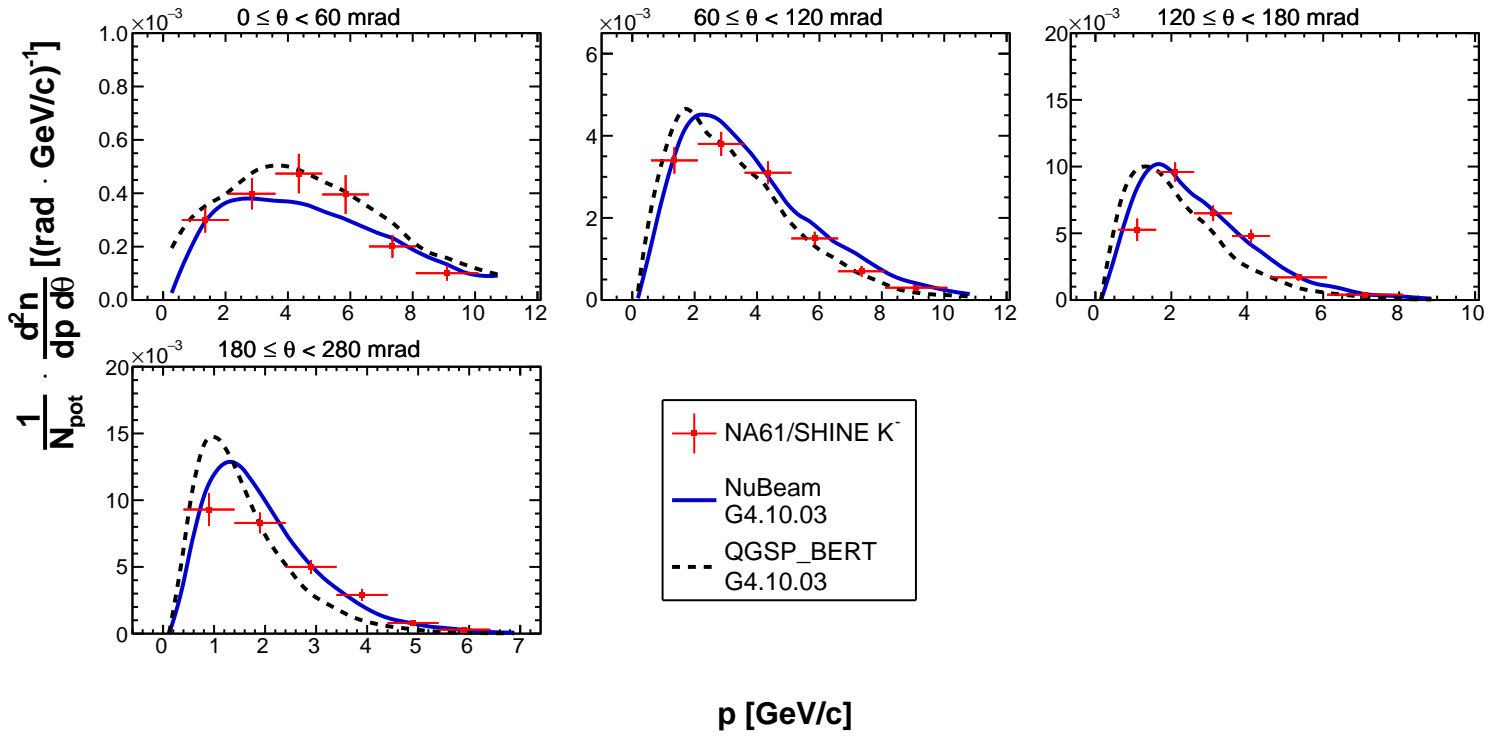 ×10⁻³ 0 ≤ θ < 60 mrad
×10⁻³ 60 ≤ θ < 120 mrad
×10⁻³ 120 ≤ θ < 180 mrad
1.0
0.8
0.6
0.4
0.2
0.0
0 2 4 6 8 10 12
6
4
2
0
0 2 4 6 8 10 12
20
15
10
5
0
0 2 4 6 8 10
×10⁻³ 180 ≤ θ < 280 mrad
20
15
10
5
0
0 1 2 3 4 5 6 7
1/N_pot · d²n/dp dθ [(rad · GeV/c)⁻¹]
NA61/SHINE K⁻
NuBeam
G4.10.03
QGSP_BERT
G4.10.03
p [GeV/c]